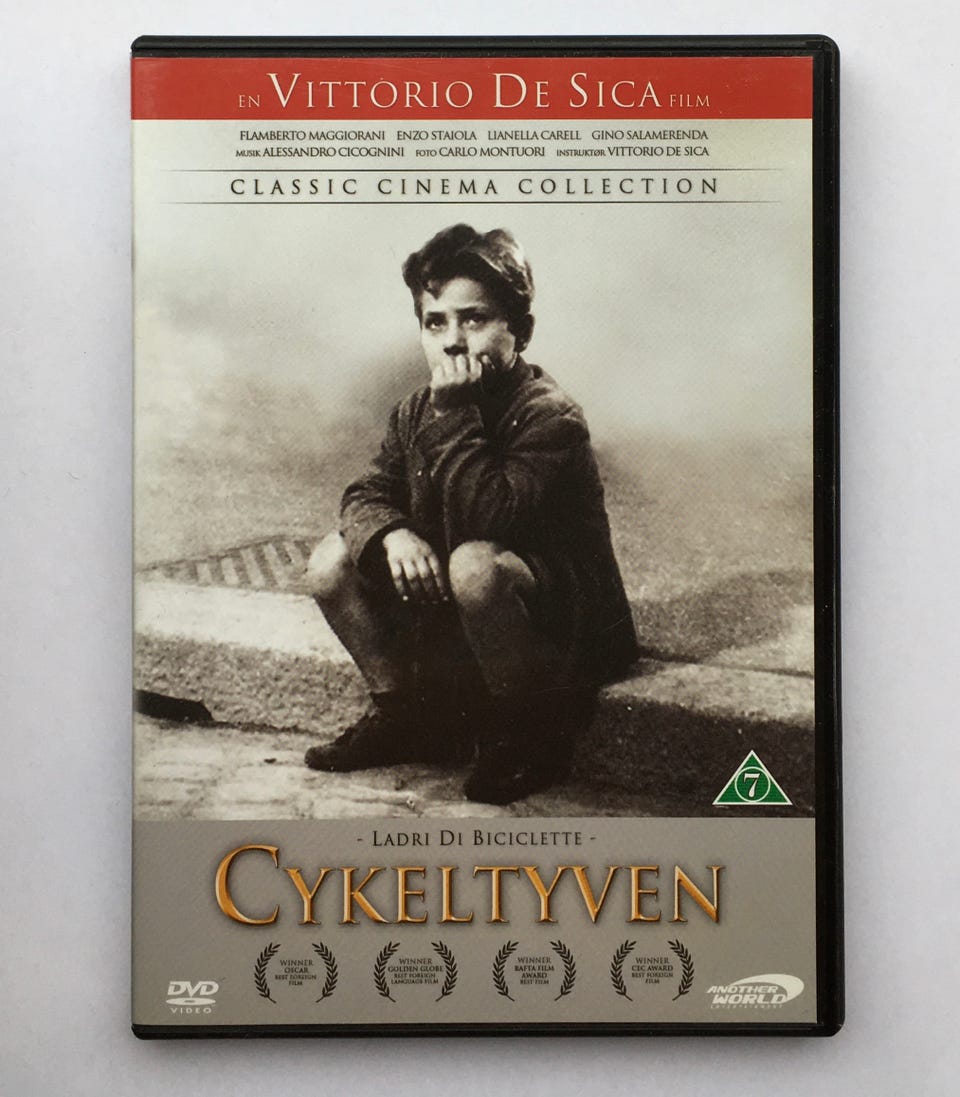 EN VITTORIO DE SICA FILM
FLAMBERTO MAGGIORANI ENZO STAIOLA LIANELLA CARELL GINO SALAMERENDA
MUSIK ALESSANDRO CICOGNINI FOTO CARLO MONTUORI INSTRUKTØR VITTORIO DE SICA
CLASSIC CINEMA COLLECTION
7
- LADRI DI BICICLETTE -
CYKELTYVEN
WINNER
OSCAR
BEST FOREIGN
FILM
WINNER
GOLDEN GLOBE
BEST FOREIGN
LANGUAGE FILM
WINNER
BAFTA FILM
AWARD
BEST FILM
WINNER
CEC AWARD
BEST FOREIGN
FILM
DVD
VIDEO
ANOTHER
WORLD
ENTERTAINMENT